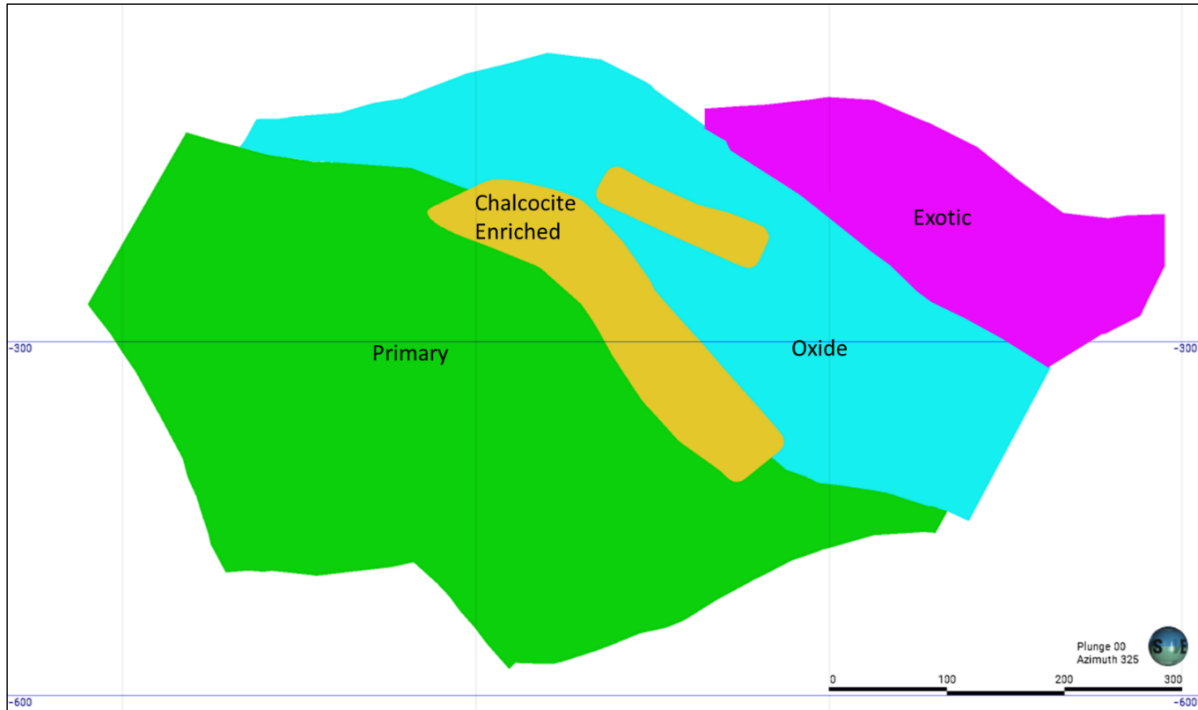 Chalcocite
Enriched
Exotic
-300
Primary
Oxide
-300
Plunge 00
Azimuth 325
S E
0 100 200 300
-600
-600